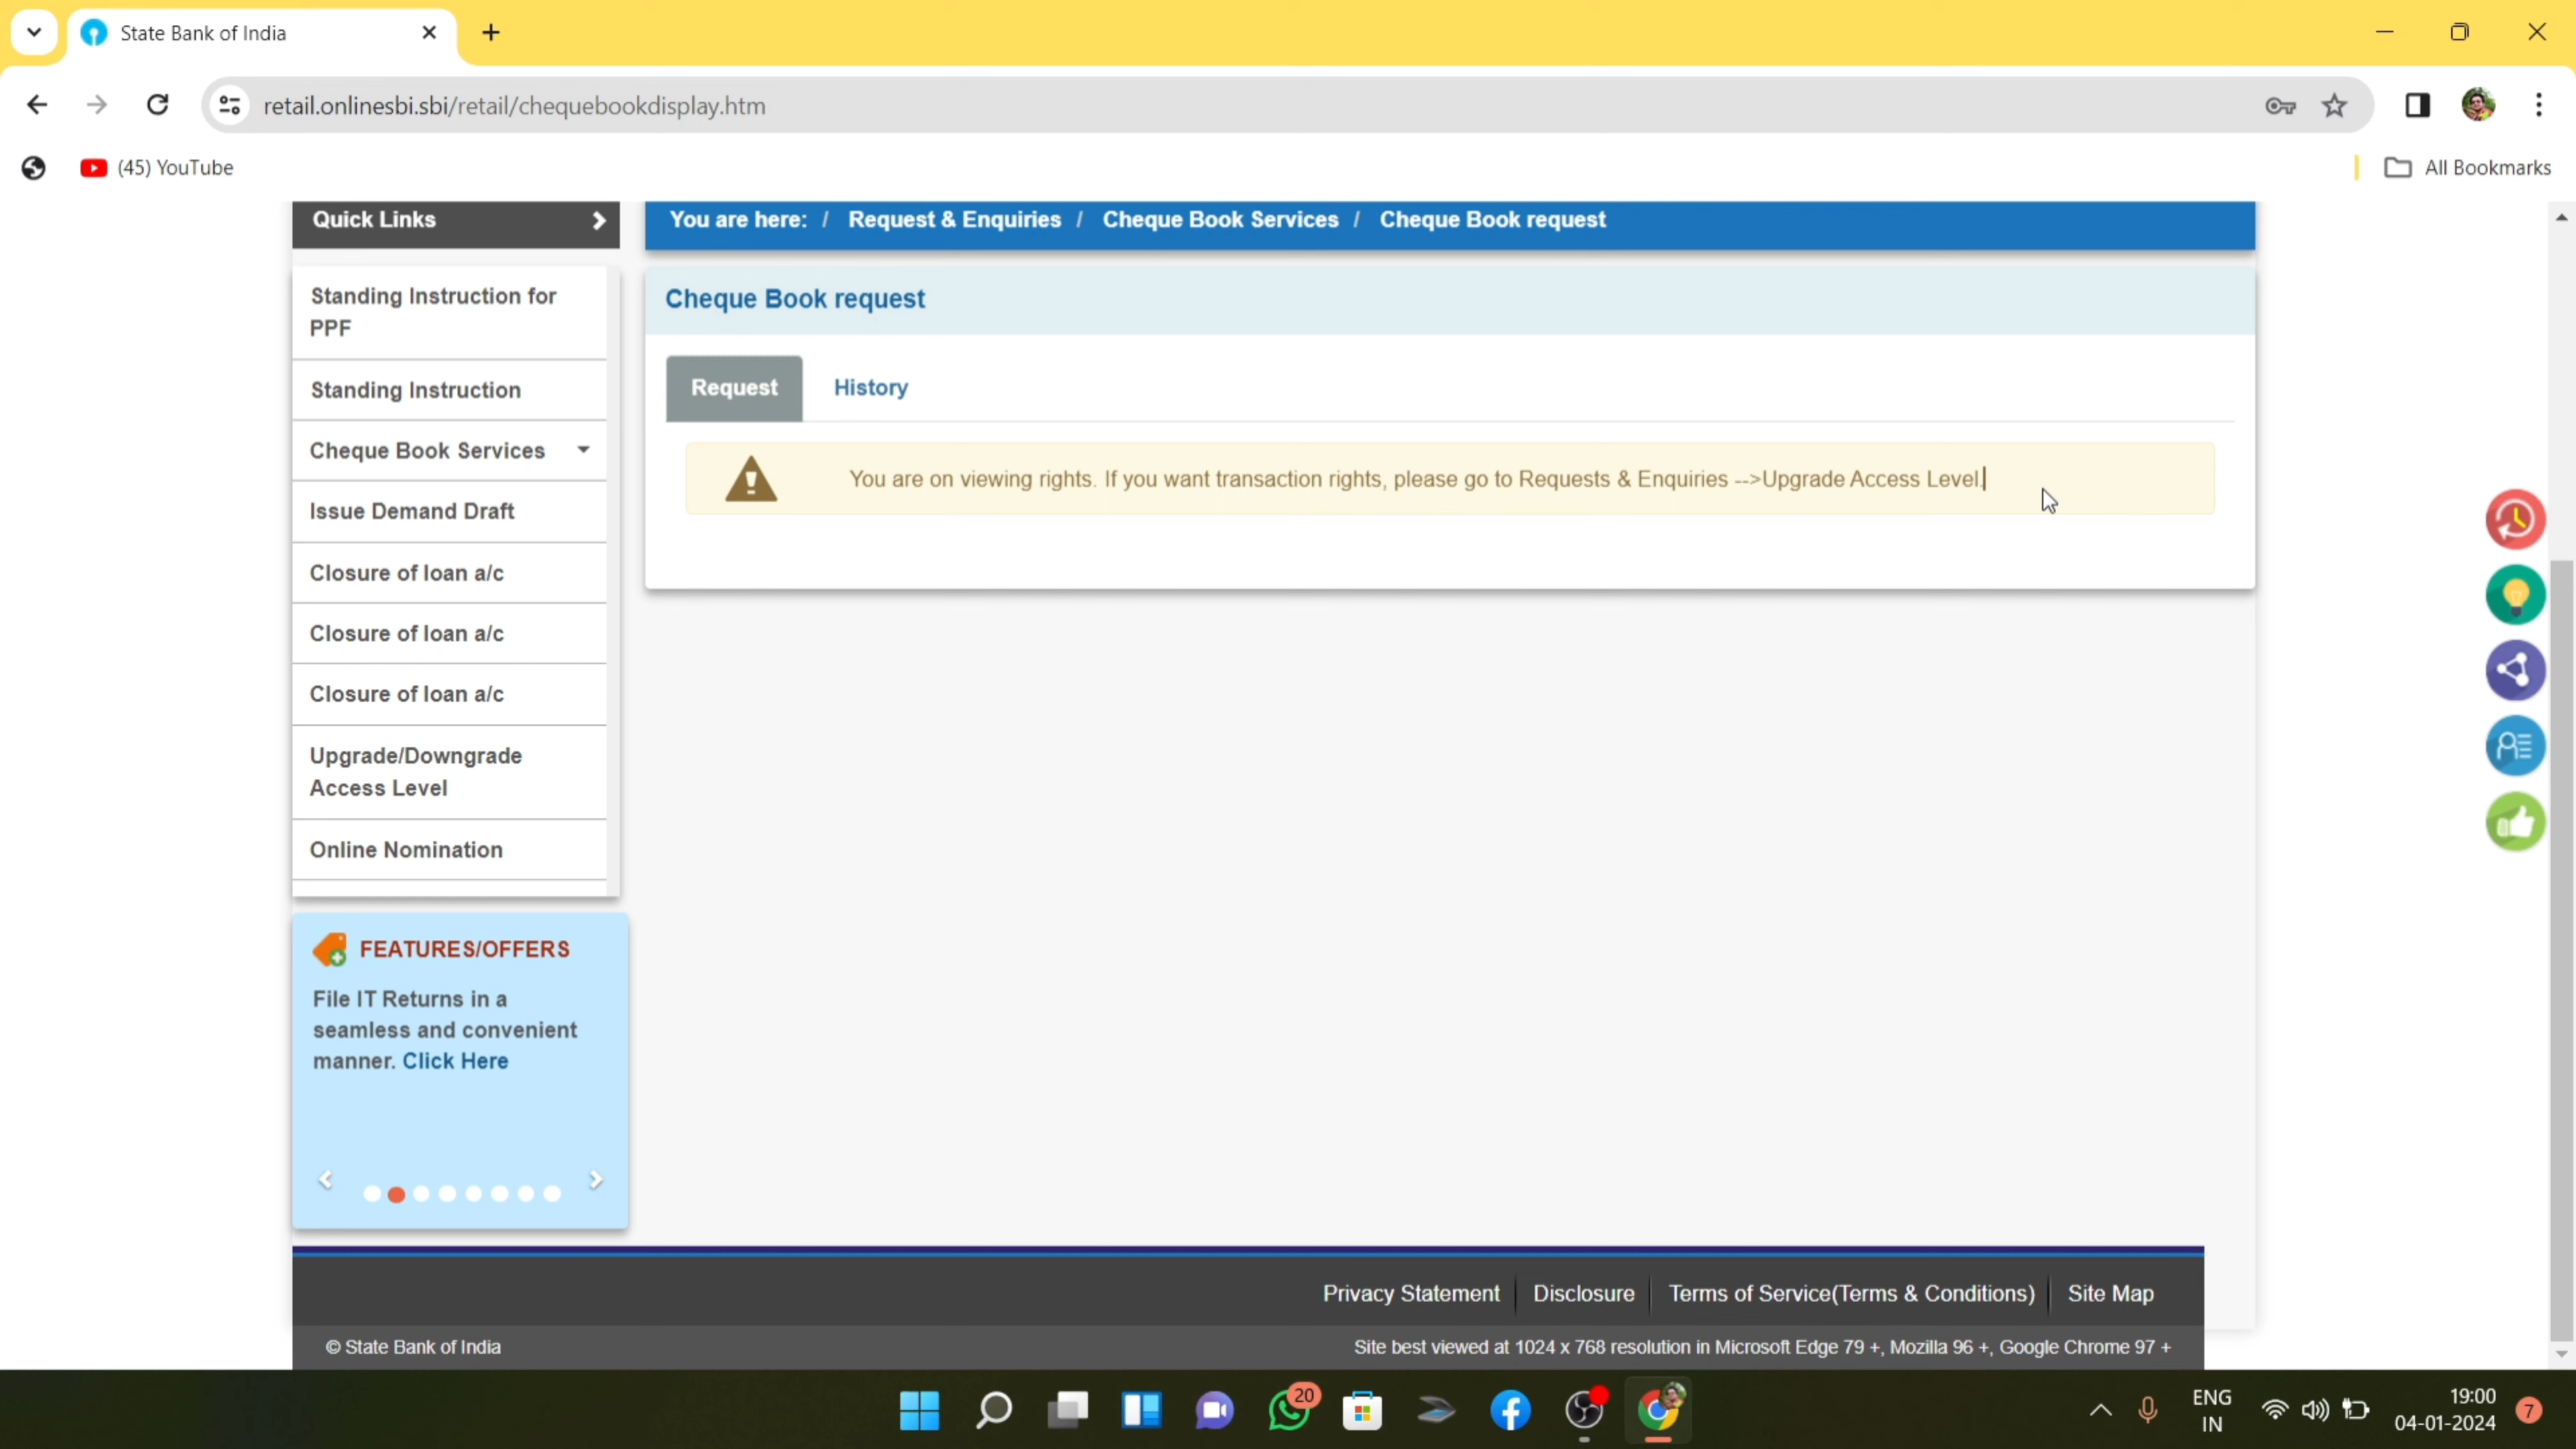 State Bank of India
retail.onlinesbi.sbi/retail/chequebookdisplay.htm
(45) YouTube
All Bookmarks
Quick Links
You are here: / Request & Enquiries / Cheque Book Services / Cheque Book request
Standing Instruction for
PPF
Standing Instruction
Cheque Book Services
Issue Demand Draft
Closure of loan a/c
Closure of loan a/c
Closure of loan a/c
Upgrade/Downgrade
Access Level
Online Nomination
Cheque Book request
Request
History
You are on viewing rights. If you want transaction rights, please go to Requests & Enquiries -->Upgrade Access Level.
FEATURES/OFFERS
File IT Returns in a
seamless and convenient
manner. Click Here
Privacy Statement
Disclosure
Terms of Service(Terms & Conditions)
Site Map
© State Bank of India
Site best viewed at 1024 x 768 resolution in Microsoft Edge 79 +, Mozilla 96 +, Google Chrome 97 +
20
ENG
IN
19:00
04-01-2024
7